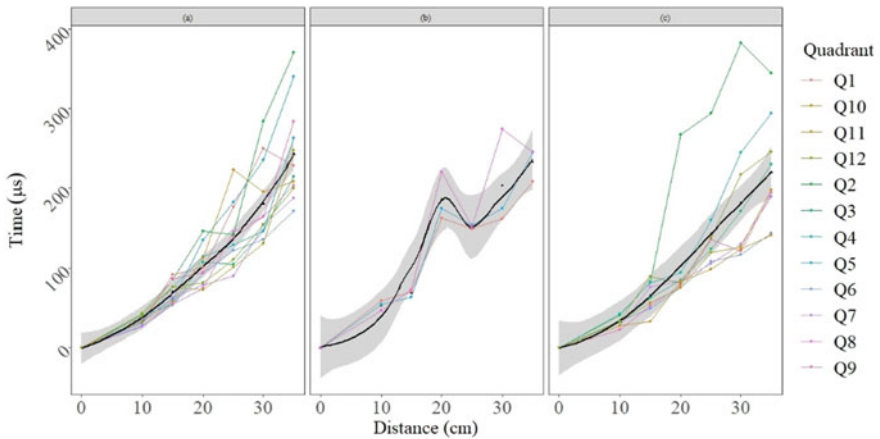 (a) (b) (c)
400
300
200
100
0
Time (µs)
0 10 20 30 0 10 20 30 0 10 20 30
Distance (cm)
Quadrant
Q1
Q10
Q11
Q12
Q2
Q3
Q4
Q5
Q6
Q7
Q8
Q9